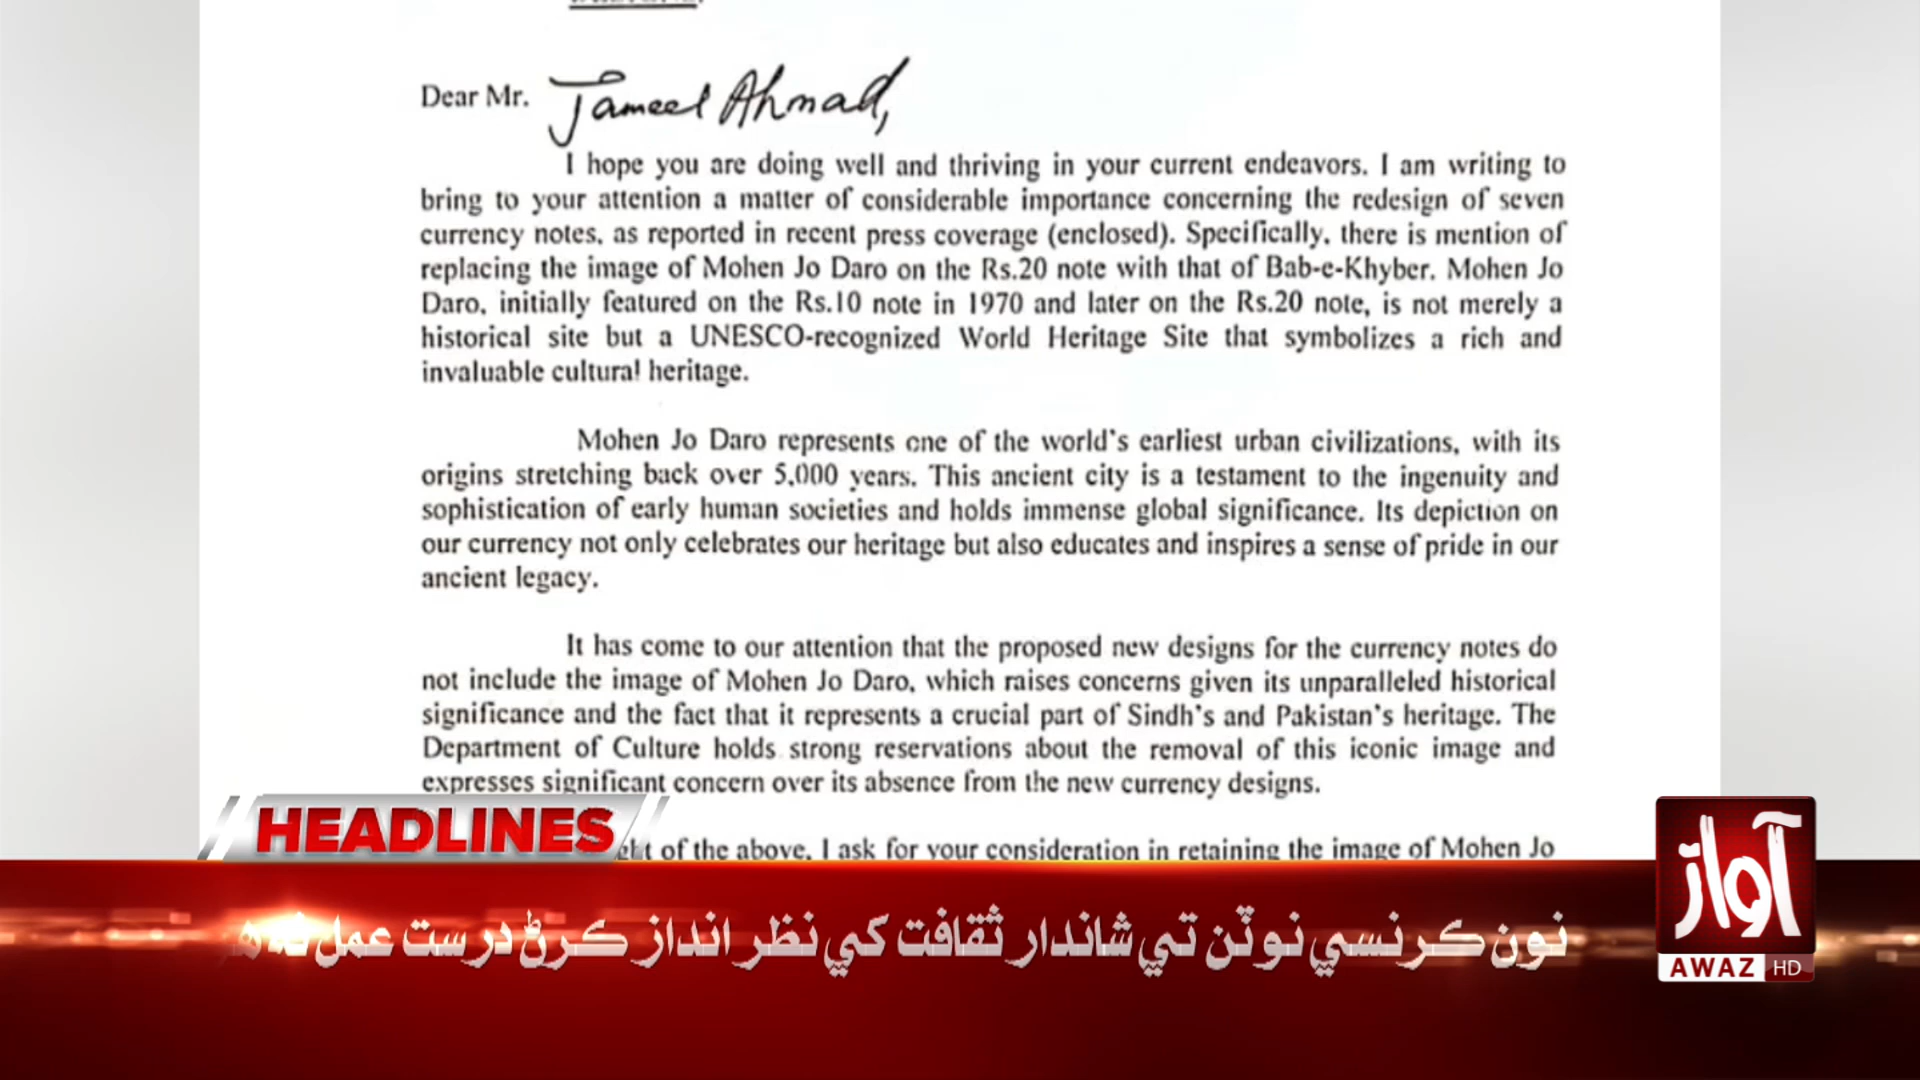 Dear Mr. Jameel Ahmad,
I hope you are doing well and thriving in your current endeavors. I am writing to
bring to your attention a matter of considerable importance concerning the redesign of seven
currency notes, as reported in recent press coverage (enclosed). Specifically, there is mention of
replacing the image of Mohen Jo Daro on the Rs.20 note with that of Bab-e-Khyber. Mohen Jo
Daro, initially featured on the Rs.10 note in 1970 and later on the Rs.20 note, is not merely a
historical site but a UNESCO-recognized World Heritage Site that symbolizes a rich and
invaluable cultural heritage.
Mohen Jo Daro represents one of the world's earliest urban civilizations, with its
origins stretching back over 5,000 years. This ancient city is a testament to the ingenuity and
sophistication of early human societies and holds immense global significance. Its depiction on
our currency not only celebrates our heritage but also educates and inspires a sense of pride in our
ancient legacy.
It has come to our attention that the proposed new designs for the currency notes do
not include the image of Mohen Jo Daro, which raises concerns given its unparalleled historical
significance and the fact that it represents a crucial part of Sindh's and Pakistan's heritage. The
Department of Culture holds strong reservations about the removal of this iconic image and
expresses significant concern over its absence from the new currency designs.
of the above, I ask for your consideration in retaining the image of Mohen Jo
HEADLINES
نون ڪرنسي نوٽن تي شاندار ثقافت کي نظر انداز ڪرڻ درست عمل
آواز
AWAZ HD